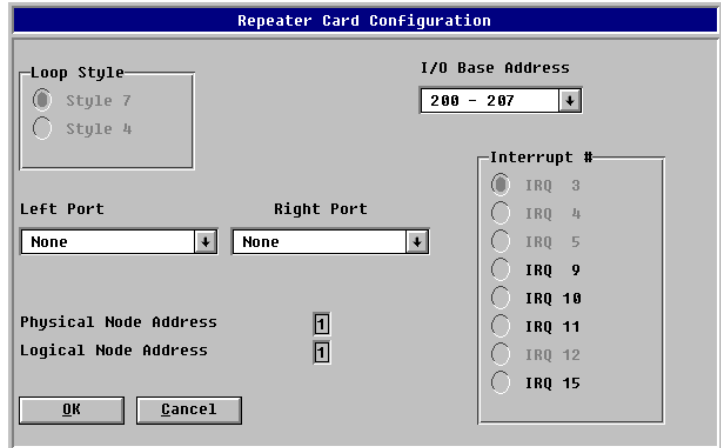 Repeater Card Configuration
Loop Style
Style 7
Style 4
I/O Base Address
200 - 207
Left Port
None
Right Port
None
Interrupt #
IRQ 3
IRQ 4
IRQ 5
IRQ 9
IRQ 10
IRQ 11
IRQ 12
IRQ 15
Physical Node Address 1
Logical Node Address 1
OK
Cancel